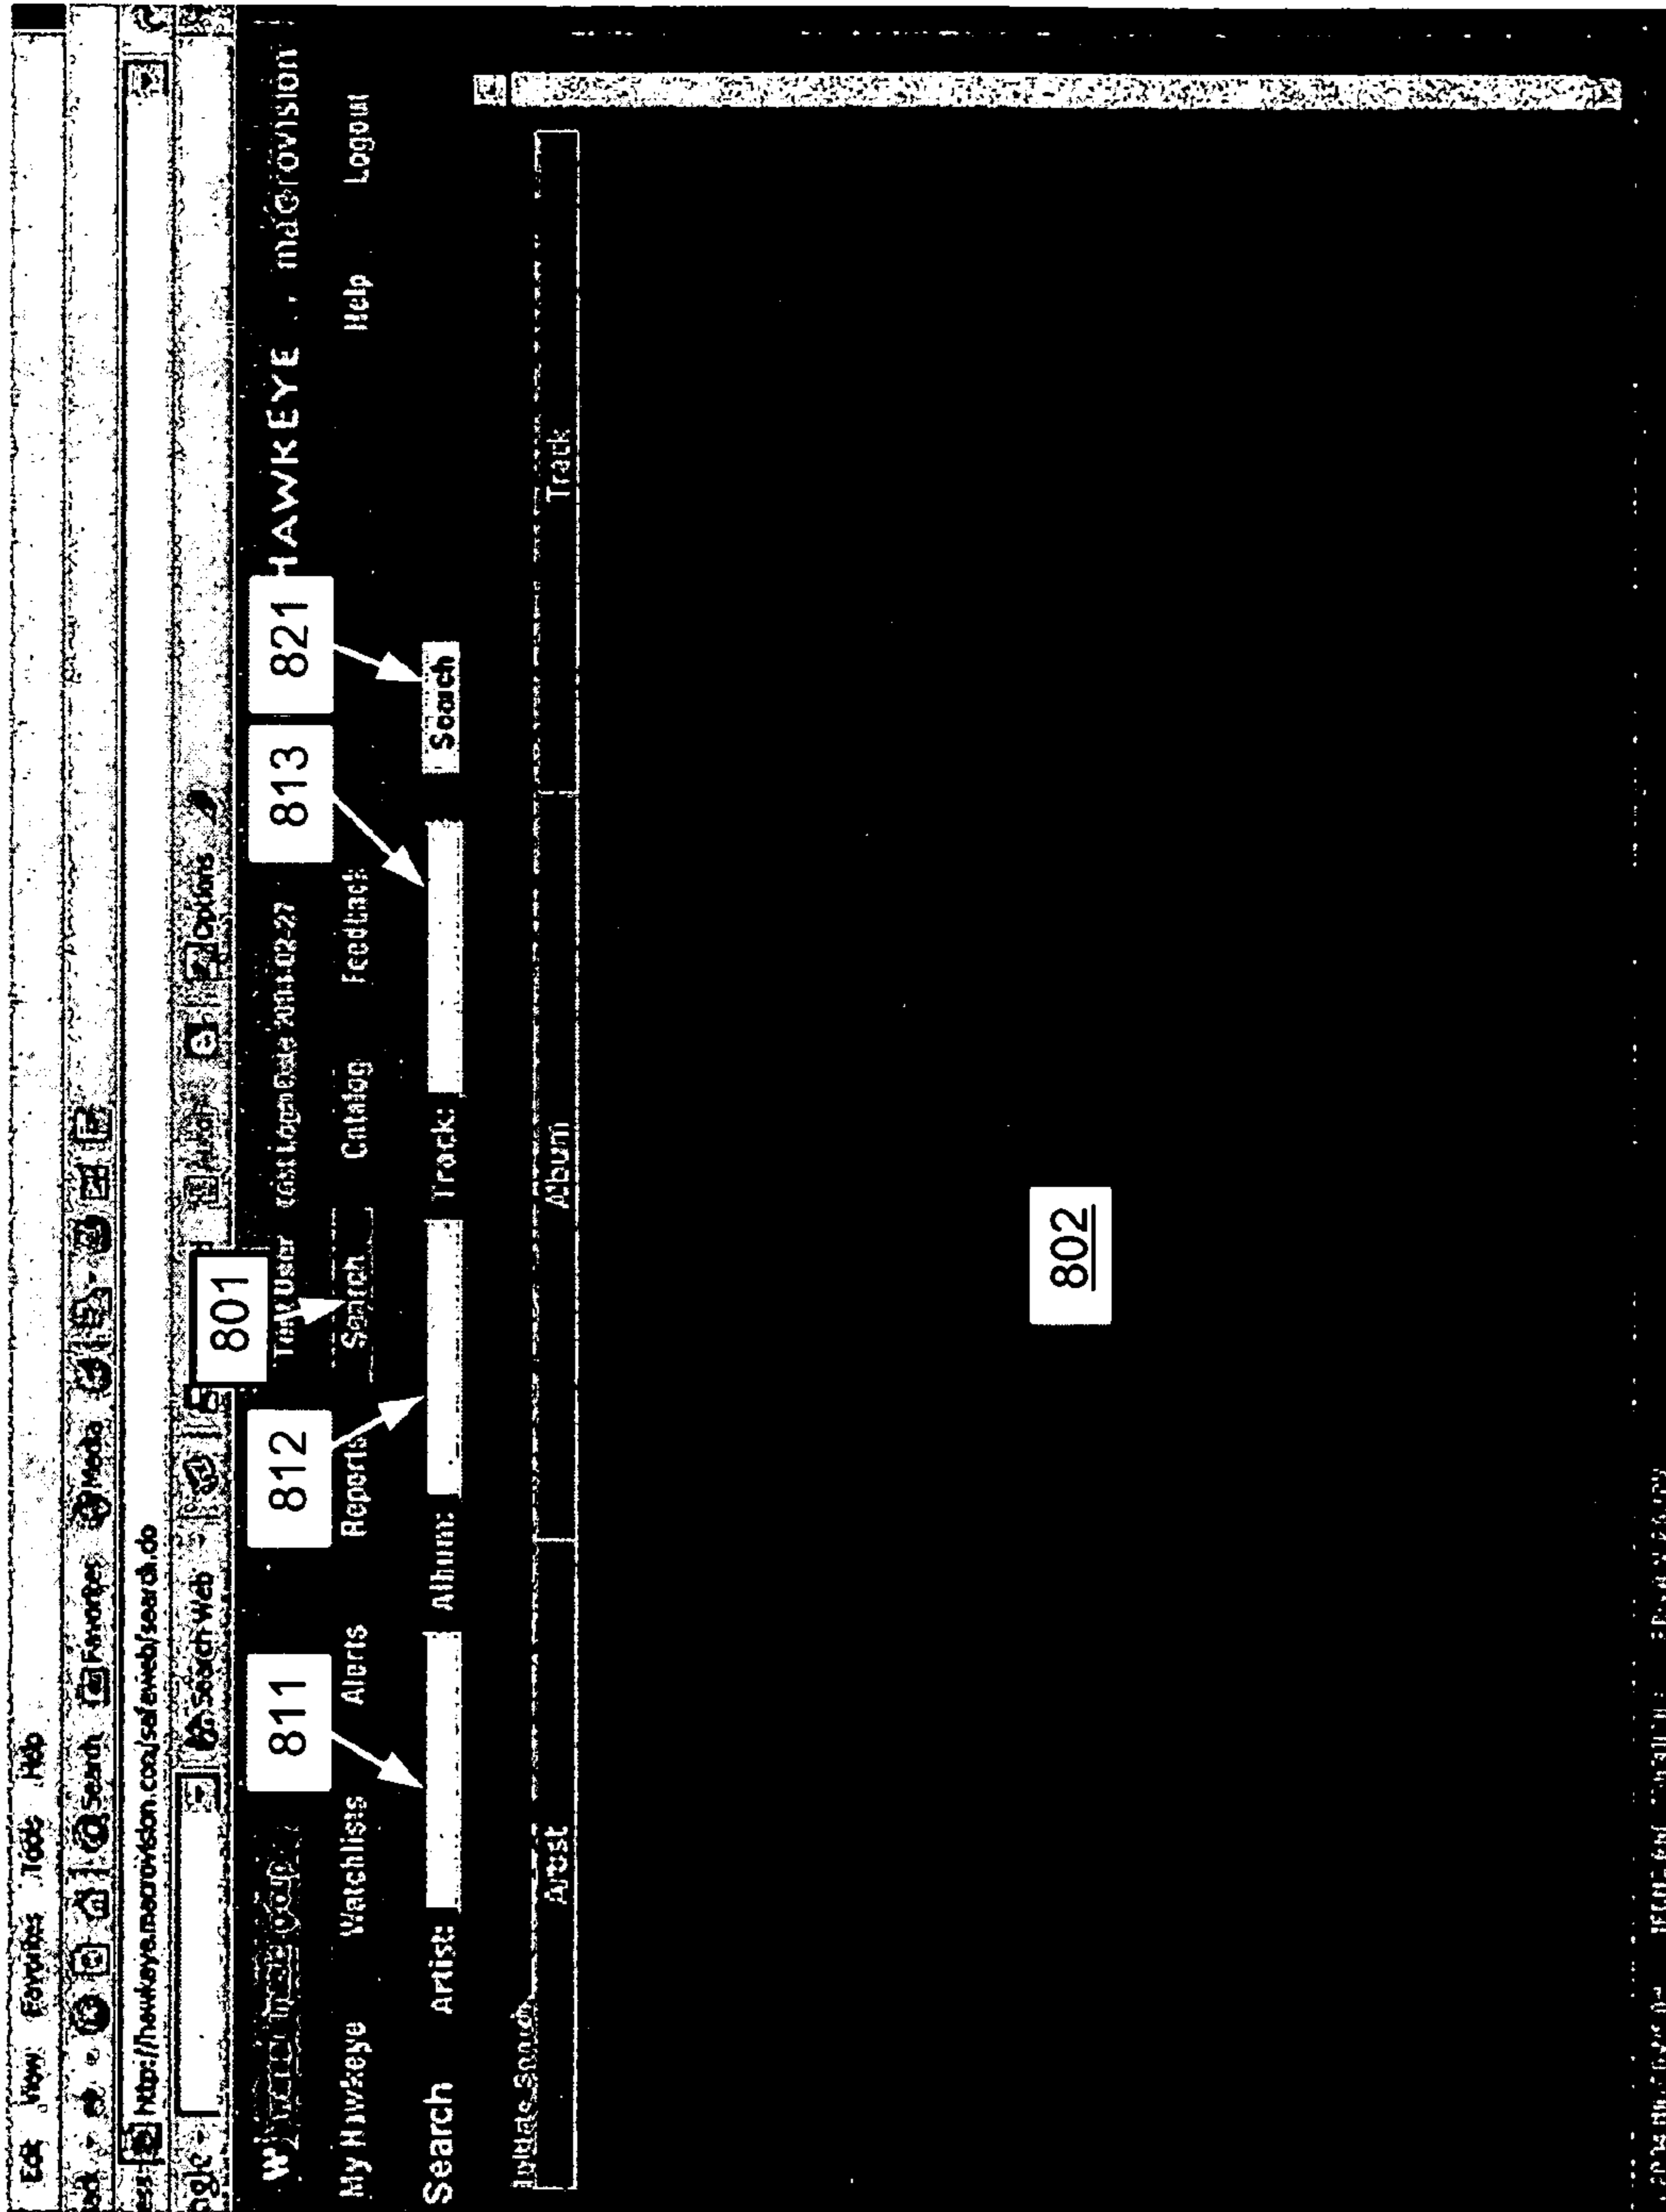 Edit View Favorites Tools Help
Search Favorites Media
http://hawkeye.macrovision.com/safeweb/search.do
Search Web Options
801
811 812 813 821
HAWKEYE macrovision
My Hawkeye Watchlists Alerts Reports Search Catalog Feedback Help Logout
Search Artist: Album: Track: Search
Initiate Search
Artist Album Track
802